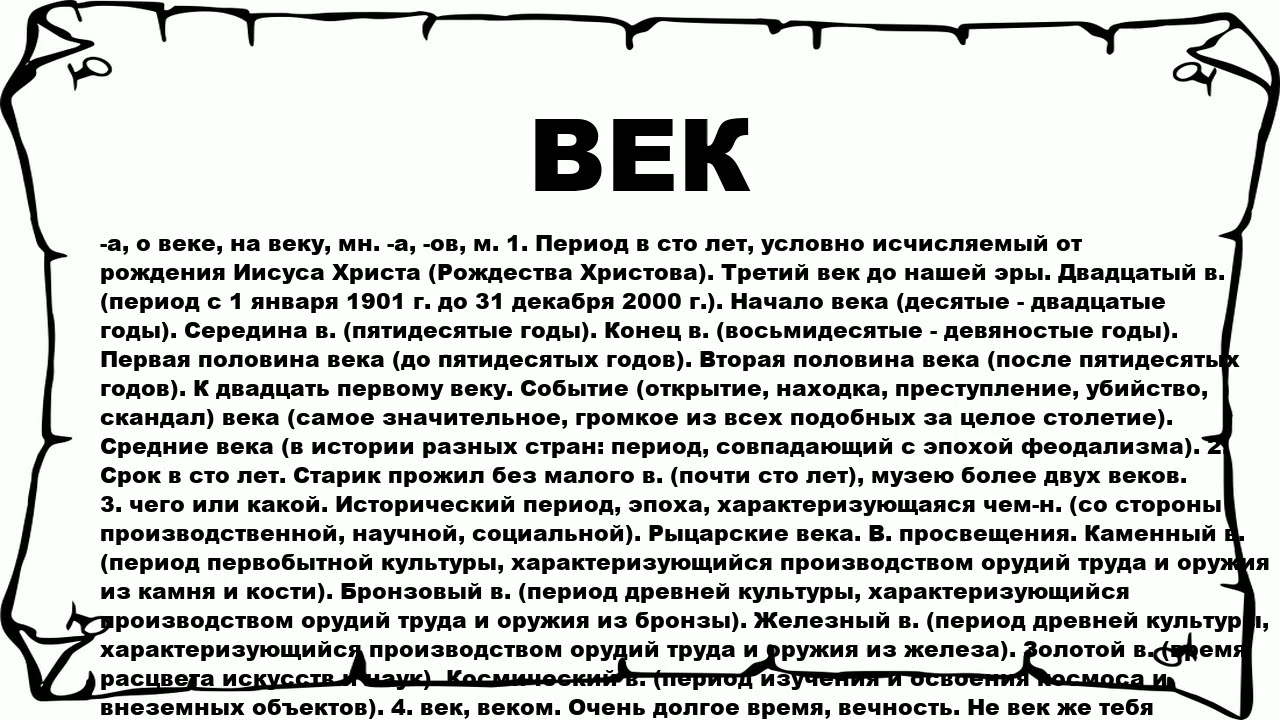 ВЕК
-а, о веке, на веку, мн. -а, -ов, м. 1. Период в сто лет, условно исчисляемый от
рождения Иисуса Христа (Рождества Христова). Третий век до нашей эры. Двадцатый в.
(период с 1 января 1901 г. до 31 декабря 2000 г.). Начало века (десятые - двадцатые
годы). Середина в. (пятидесятые годы). Конец в. (восьмидесятые - девяностые годы).
Первая половина века (до пятидесятых годов). Вторая половина века (после пятидесятых
годов). К двадцать первому веку. Событие (открытие, находка, преступление, убийство,
скандал) века (самое значительное, громкое из всех подобных за целое столетие).
Средние века (в истории разных стран: период, совпадающий с эпохой феодализма). 2.
Срок в сто лет. Старик прожил без малого в. (почти сто лет), музею более двух веков.
3. чего или какой. Исторический период, эпоха, характеризующаяся чем-н. (со стороны
производственной, научной, социальной). Рыцарские века. В. просвещения. Каменный в.
(период первобытной культуры, характеризующийся производством орудий труда и оружия
из камня и кости). Бронзовый в. (период древней культуры, характеризующийся
производством орудий труда и оружия из бронзы). Железный в. (период древней культуры,
характеризующийся производством орудий труда и оружия из железа). Золотой в. (время
расцвета искусств и наук). Космический в. (период изучения и освоения космоса и
внеземных объектов). 4. век, веком. Очень долгое время, вечность. Не век же тебя